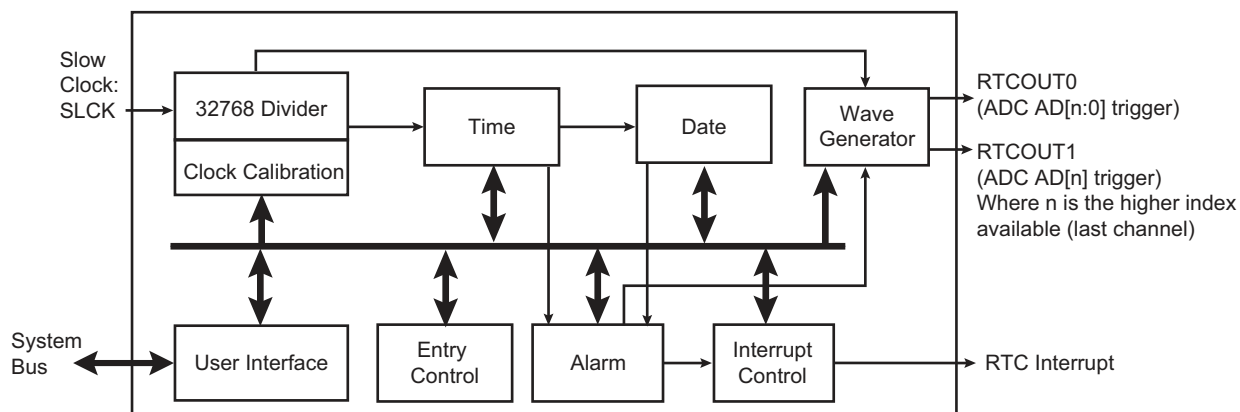 Slow
Clock:
SLCK
32768 Divider
Clock Calibration
Time
Date
Wave
Generator
RTCOUT0
(ADC AD[n:0] trigger)
RTCOUT1
(ADC AD[n] trigger)
Where n is the higher index
available (last channel)
System
Bus
User Interface
Entry
Control
Alarm
Interrupt
Control
RTC Interrupt